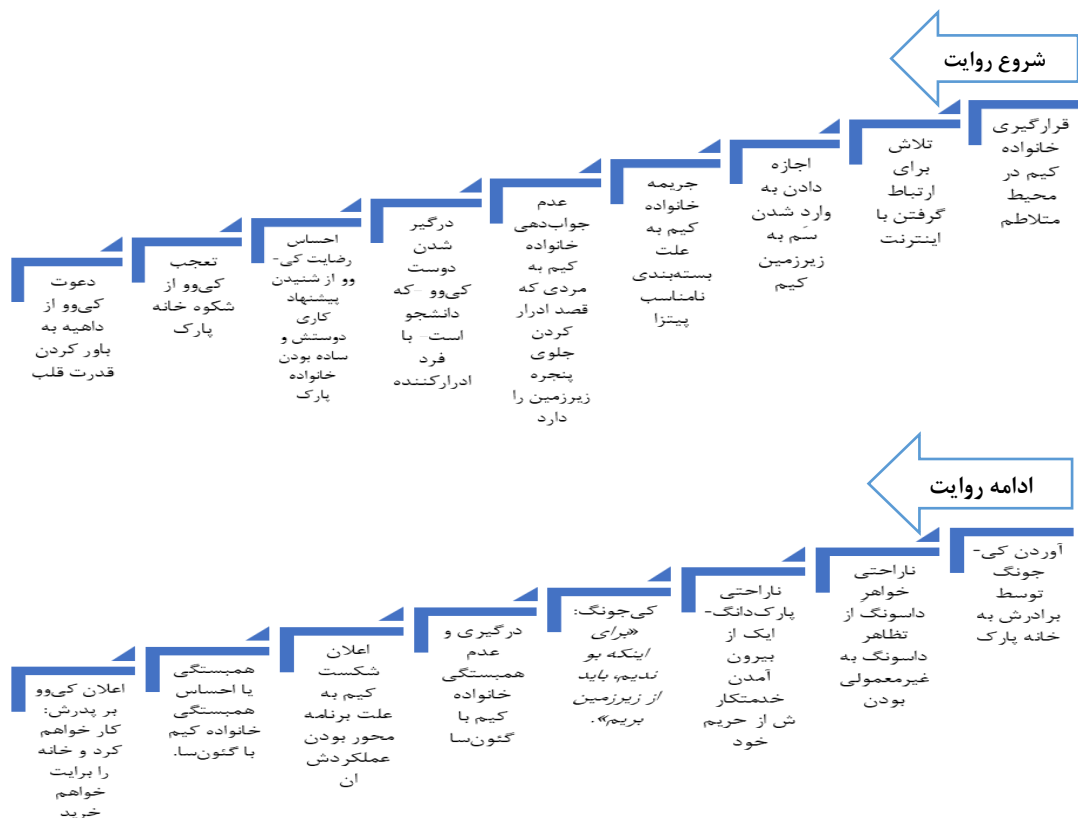 شروع روایت
قرارگیری
خانواده
کیم در
محیط
متلاطم
تلاش
برای
ارتباط
گرفتن با
اینترنت
اجازه
دادن به
وارد شدن
سَم به
زیرزمین
کیم
جریمه
خانواده
کیم به
علت
بسته‌بندی
نامناسب
پیتزا
عدم
جواب‌دهی
خانواده
کیم به
مردی که
قصد ادرار
کردن
جلوی
پنجره
زیرزمین را
دارد
درگیر
شدن
دوست
کی‌وو -که
دانشجو
است- با
فرد
ادرارکننده
احساس
رضایت کی-
وو از شنیدن
پیشنهاد
کاری
دوستش و
ساده بودن
خانواده
پارک
تعجب
کی‌وو از
شکوه خانه
پارک
دعوت
کی‌وو از
داهیه به
باور کردن
قدرت قلب
ادامه روایت
آوردن کی-
جونگ
توسط
برادرش به
خانه پارک
ناراحتی
خواهرِ
داسونگ از
تظاهر
داسونگ به
غیرمعمولی
بودن
ناراحتی
پارک‌دانگ-
ایک از
بیرون
آمدن
خدمتکار
ش از حریم
خود
کی‌جونگ:
«برای
اینکه بو
ندیم، باید
از زیرزمین
بریم».
درگیری و
عدم
همبستگی
خانواده
کیم با
گئون‌سا
اعلان
شکست
کیم به
علت برنامه
محور بودن
عملکردش
ان
همبستگی
یا احساس
همبستگی
خانواده کیم
با گئون‌سا.
اعلان کی‌وو
بر پدرش:
کار خواهم
کرد و خانه
را برایت
خواهم
خرید